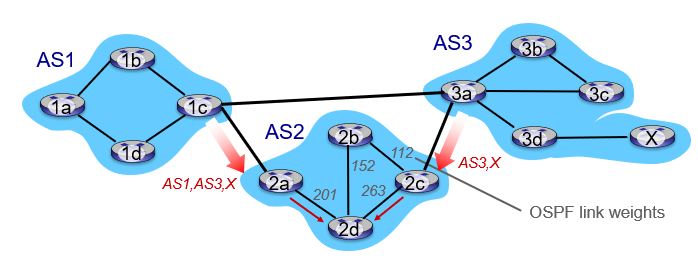 AS1
1b
1a
1c
1d
AS3
3b
3a
3c
3d
X
AS2
2b
152
112
AS1,AS3,X
AS3,X
2a
201
263
2c
2d
OSPF link weights